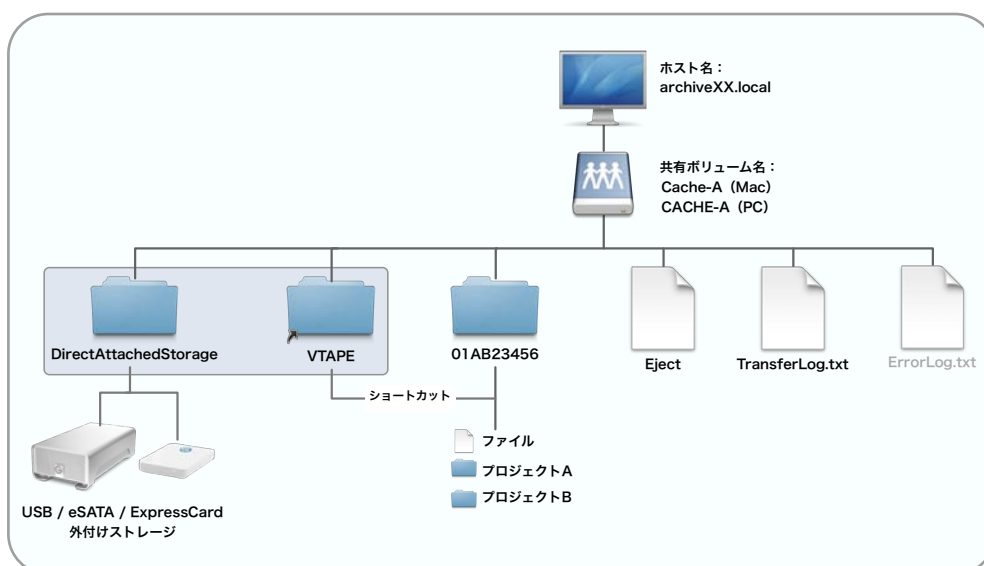 ホスト名：
archiveXX.local
共有ボリューム名：
Cache-A（Mac）
CACHE-A（PC）
DirectAttachedStorage
VTAPE
01AB23456
Eject
TransferLog.txt
ErrorLog.txt
ショートカット
ファイル
プロジェクトA
プロジェクトB
USB / eSATA / ExpressCard
外付けストレージ